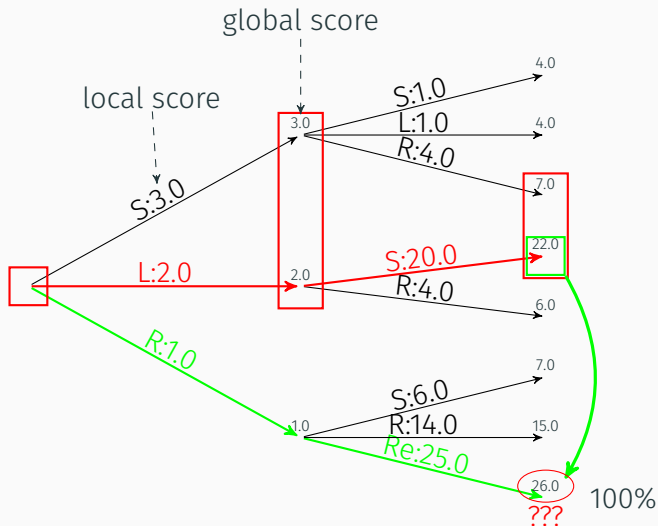 global score
local score
4.0
S:1.0
3.0
L:1.0
4.0
R:4.0
S:3.0
7.0
22.0
S:20.0
L:2.0
2.0
R:4.0
6.0
R:1.0
7.0
S:6.0
1.0
R:14.0
15.0
Re:25.0
26.0
100%
???